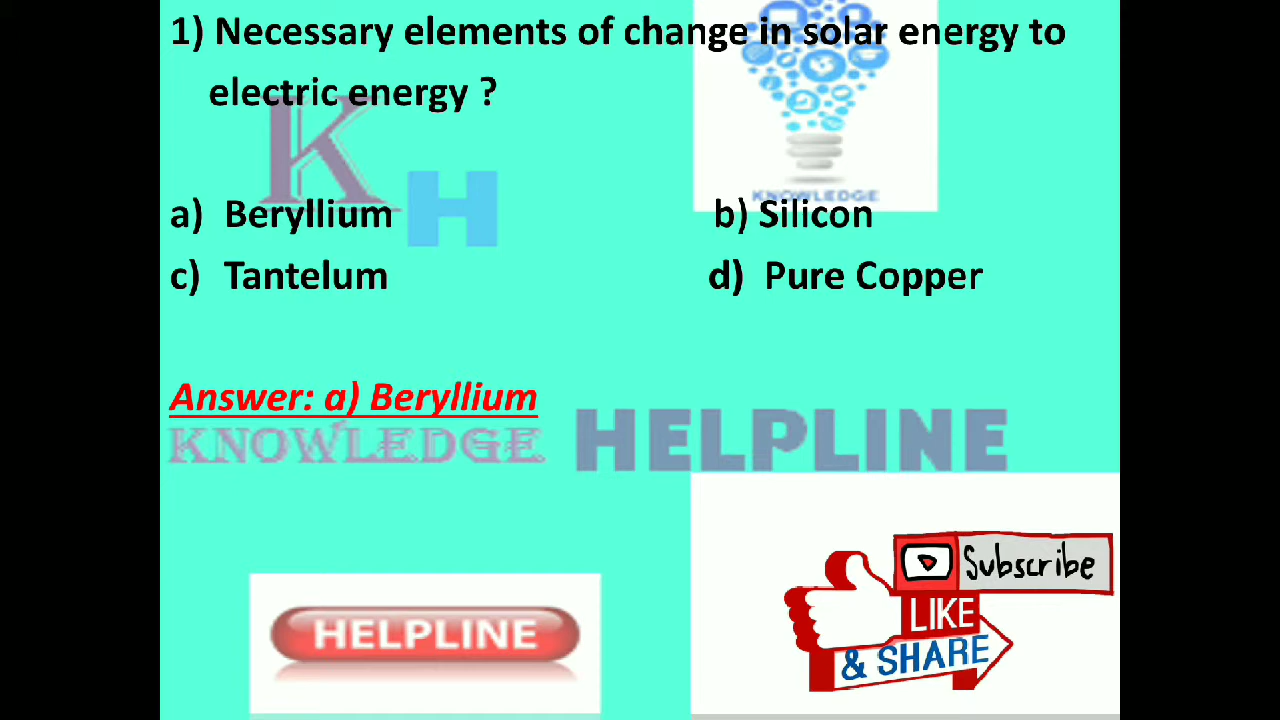 1) Necessary elements of change in solar energy to
electric energy ?
KNOWLEDGE
K H
a) Beryllium b) Silicon
c) Tantelum d) Pure Copper
Answer: a) Beryllium
KNOWLEDGE HELPLINE
Subscribe
LIKE
& SHARE
HELPLINE